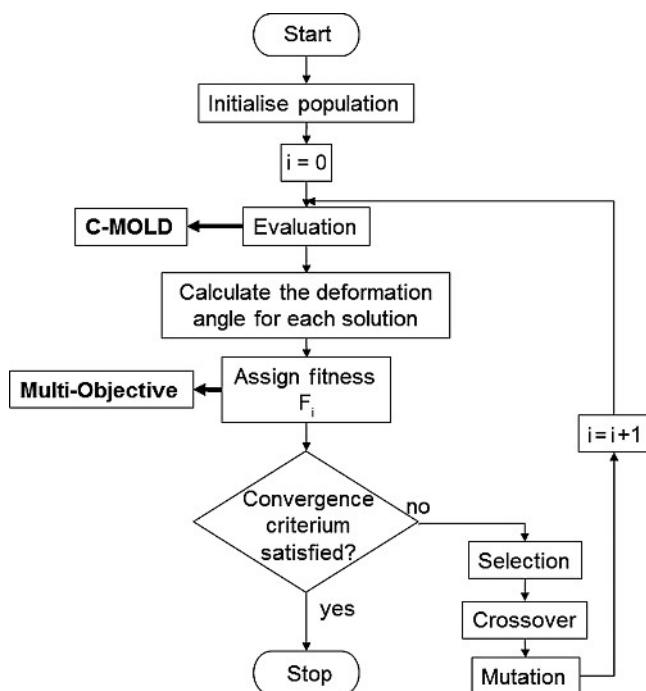 Start
Initialise population
i = 0
C-MOLD
Evaluation
Calculate the deformation
angle for each solution
Multi-Objective
Assign fitness
Fi
i = i+1
Convergence
criterium
satisfied?
no
yes
Selection
Crossover
Mutation
Stop